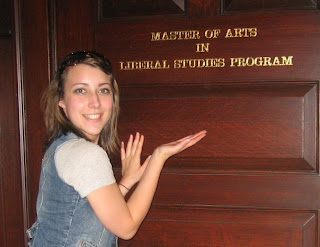 MASTER OF ARTS
IN
LIBERAL STUDIES PROGRAM